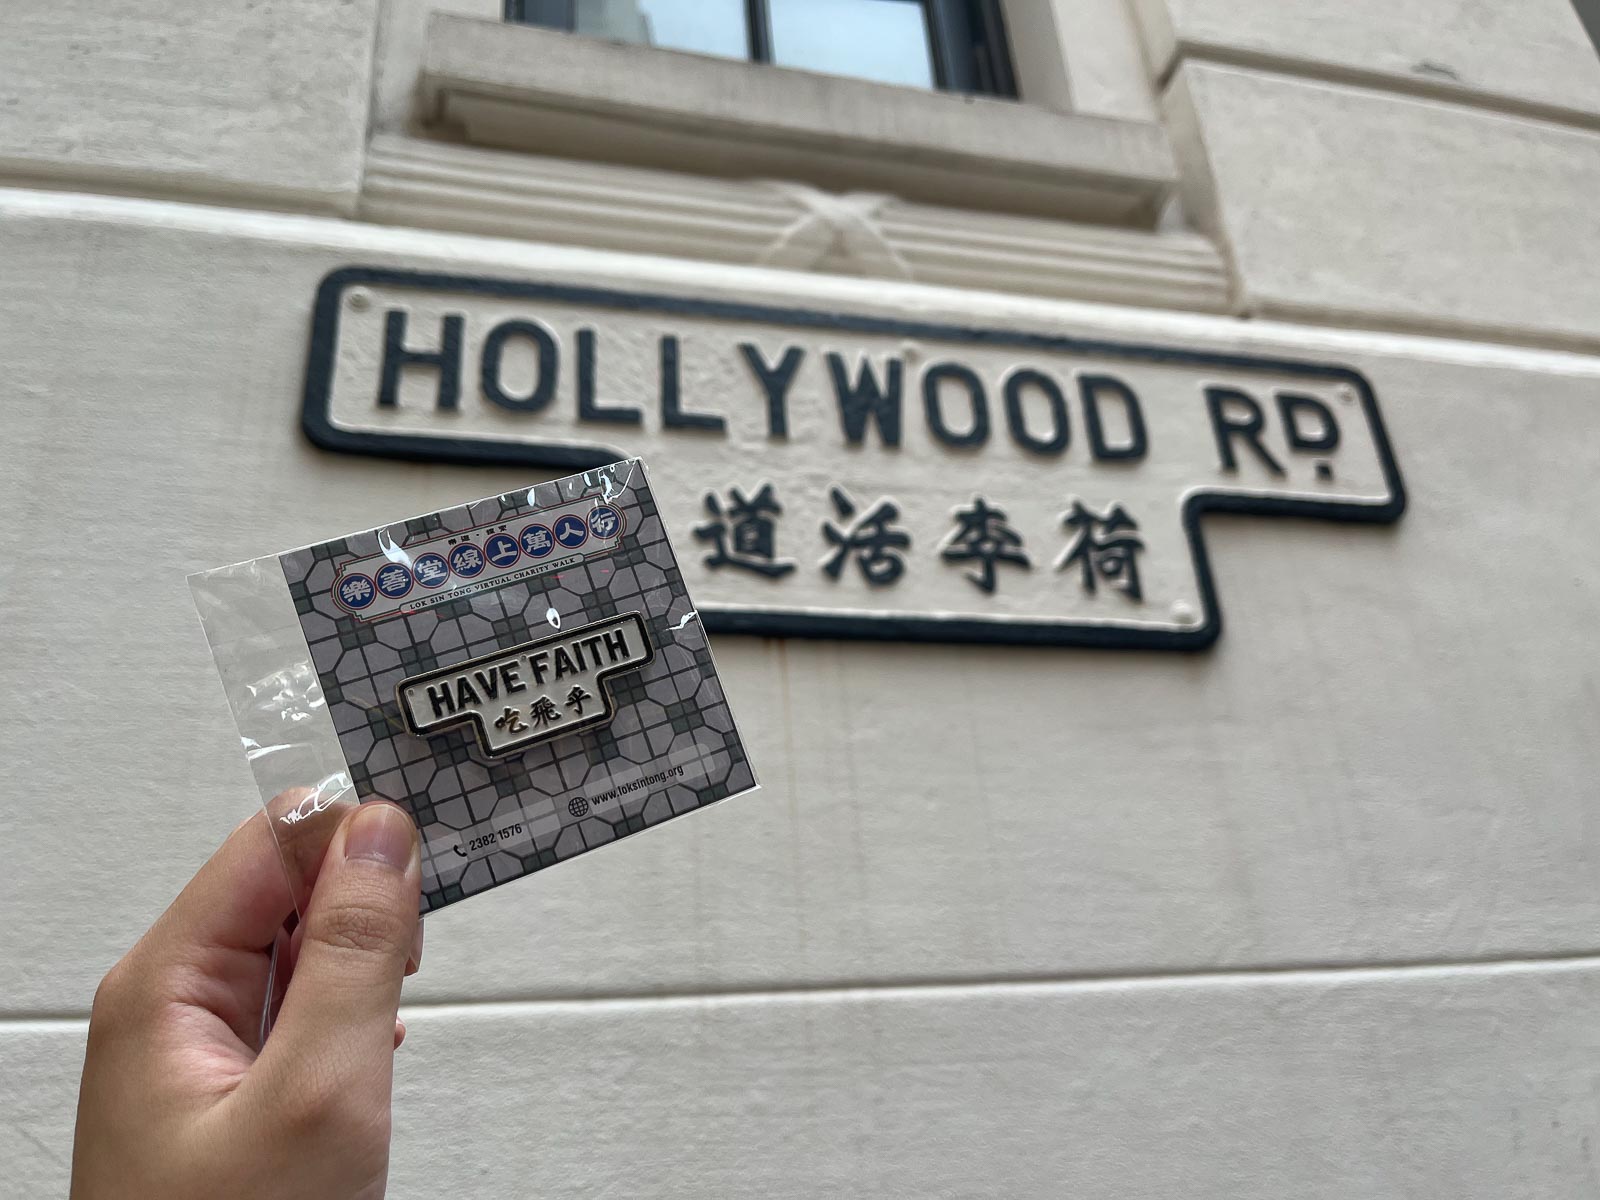 HOLLYWOOD RD.
道活李荷
樂善堂線上萬人行
LOK SIN TONG VIRTUAL CHARITY WALK
HAVE FAITH
吃飛乎
2382 1576
www.loksintong.org